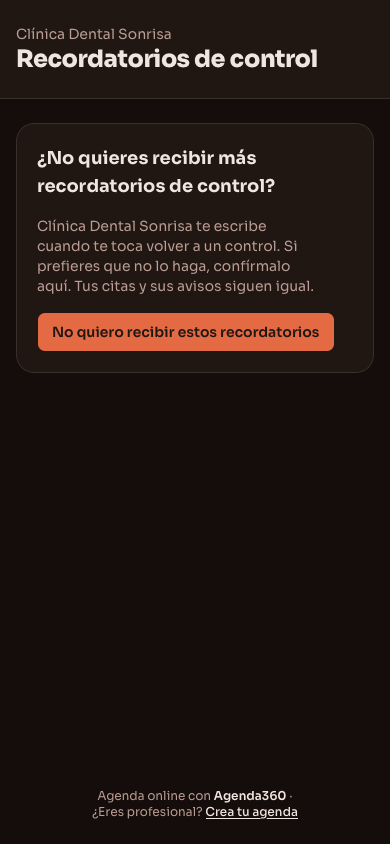 Clínica Dental Sonrisa
Recordatorios de control
¿No quieres recibir más
recordatorios de control?
Clínica Dental Sonrisa te escribe
cuando te toca volver a un control. Si
prefieres que no lo haga, confírmalo
aquí. Tus citas y sus avisos siguen igual.
No quiero recibir estos recordatorios
Agenda online con Agenda360 ·
¿Eres profesional? Crea tu agenda